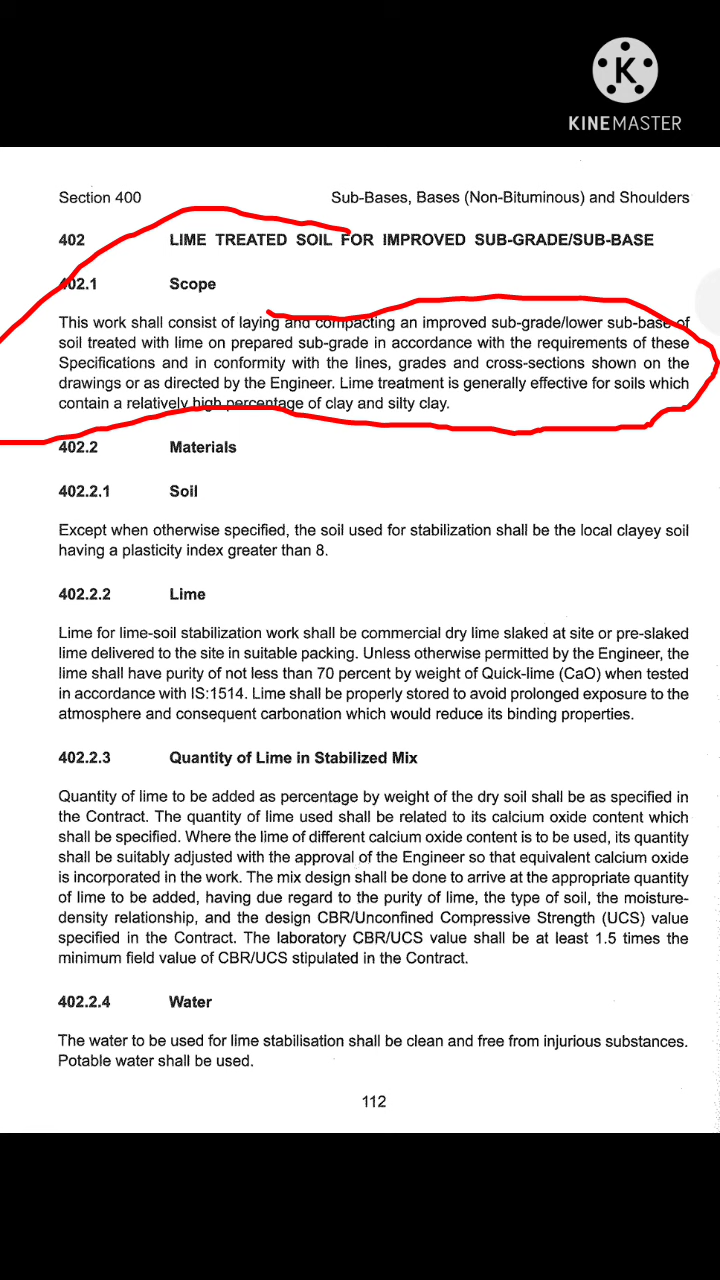 K
KINEMASTER
Section 400 Sub-Bases, Bases (Non-Bituminous) and Shoulders
402 LIME TREATED SOIL FOR IMPROVED SUB-GRADE/SUB-BASE
402.1 Scope
This work shall consist of laying and compacting an improved sub-grade/lower sub-base of
soil treated with lime on prepared sub-grade in accordance with the requirements of these
Specifications and in conformity with the lines, grades and cross-sections shown on the
drawings or as directed by the Engineer. Lime treatment is generally effective for soils which
contain a relatively high percentage of clay and silty clay.
402.2 Materials
402.2.1 Soil
Except when otherwise specified, the soil used for stabilization shall be the local clayey soil
having a plasticity index greater than 8.
402.2.2 Lime
Lime for lime-soil stabilization work shall be commercial dry lime slaked at site or pre-slaked
lime delivered to the site in suitable packing. Unless otherwise permitted by the Engineer, the
lime shall have purity of not less than 70 percent by weight of Quick-lime (CaO) when tested
in accordance with IS:1514. Lime shall be properly stored to avoid prolonged exposure to the
atmosphere and consequent carbonation which would reduce its binding properties.
402.2.3 Quantity of Lime in Stabilized Mix
Quantity of lime to be added as percentage by weight of the dry soil shall be as specified in
the Contract. The quantity of lime used shall be related to its calcium oxide content which
shall be specified. Where the lime of different calcium oxide content is to be used, its quantity
shall be suitably adjusted with the approval of the Engineer so that equivalent calcium oxide
is incorporated in the work. The mix design shall be done to arrive at the appropriate quantity
of lime to be added, having due regard to the purity of lime, the type of soil, the moisture-
density relationship, and the design CBR/Unconfined Compressive Strength (UCS) value
specified in the Contract. The laboratory CBR/UCS value shall be at least 1.5 times the
minimum field value of CBR/UCS stipulated in the Contract.
402.2.4 Water
The water to be used for lime stabilisation shall be clean and free from injurious substances.
Potable water shall be used.
112